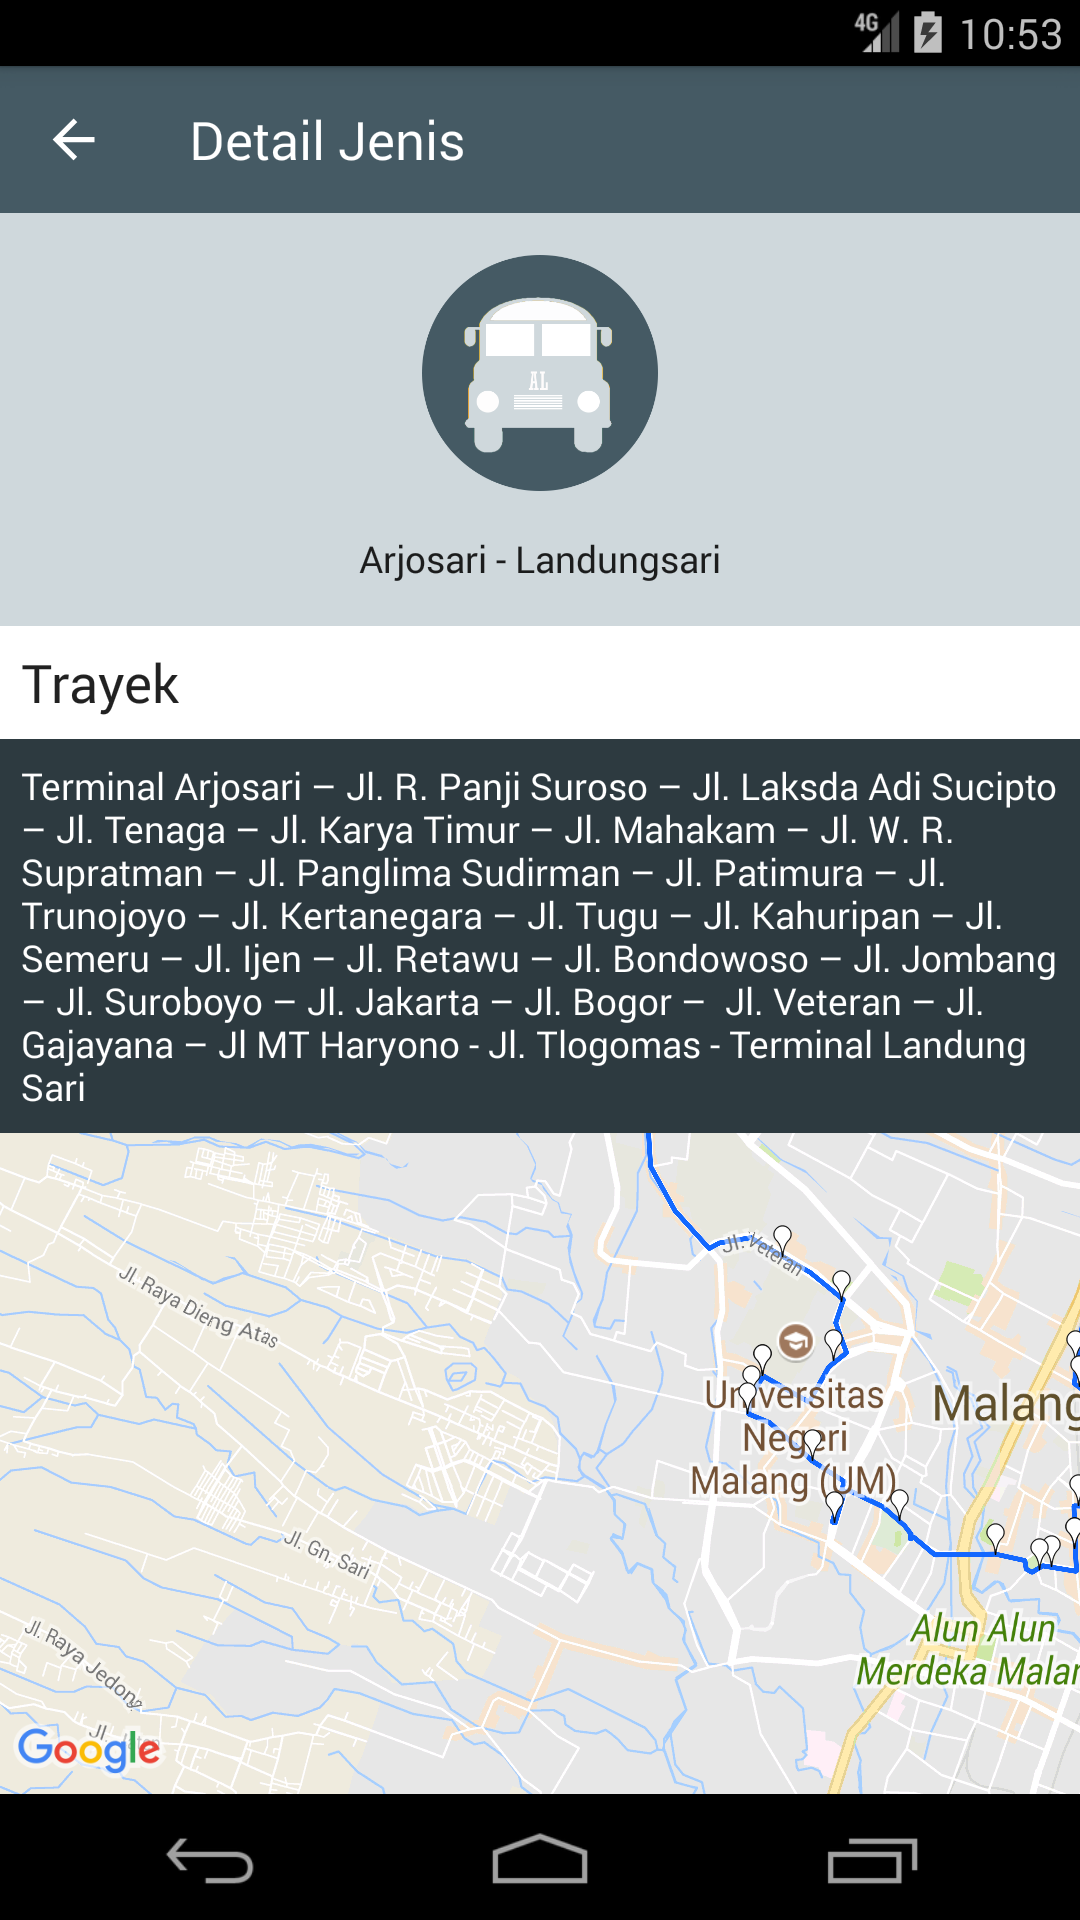 4G 10:53
Detail Jenis
AL
Arjosari - Landungsari
Trayek
Terminal Arjosari – Jl. R. Panji Suroso – Jl. Laksda Adi Sucipto
– Jl. Tenaga – Jl. Karya Timur – Jl. Mahakam – Jl. W. R.
Supratman – Jl. Panglima Sudirman – Jl. Patimura – Jl.
Trunojoyo – Jl. Kertanegara – Jl. Tugu – Jl. Kahuripan – Jl.
Semeru – Jl. Ijen – Jl. Retawu – Jl. Bondowoso – Jl. Jombang
– Jl. Suroboyo – Jl. Jakarta – Jl. Bogor –  Jl. Veteran – Jl.
Gajayana – Jl MT Haryono - Jl. Tlogomas - Terminal Landung
Sari
Jl. Veteran
Jl. Raya Dieng Atas
Universitas
Negeri
Malang (UM)
Malang
Jl. Gn. Sari
Jl. Raya Jedong
Alun Alun
Merdeka Malan
Jl.
Google